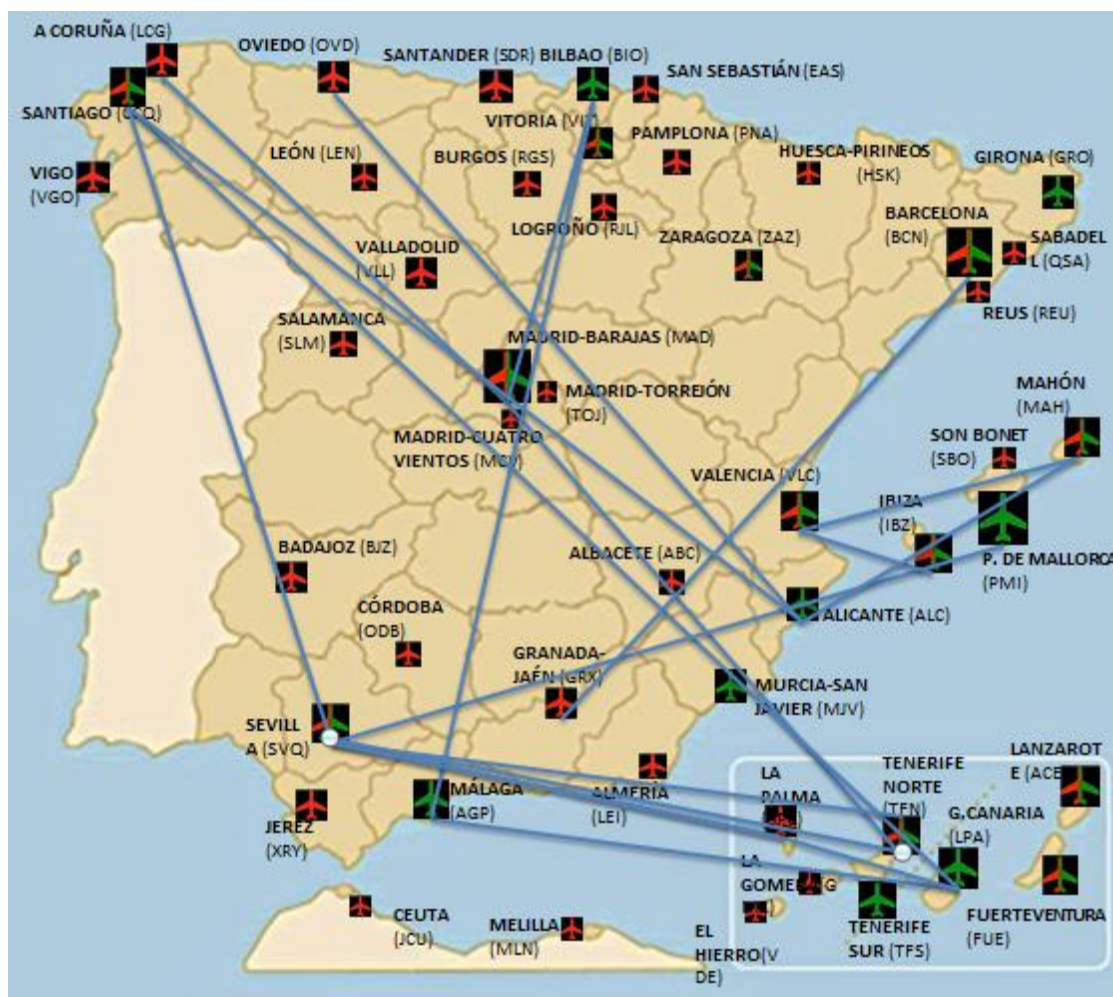 A CORUÑA (LCG)
OVIEDO (OVD)
SANTANDER (SDR) BILBAO (BIO)
SAN SEBASTIÁN (EAS)
SANTIAGO
VITORIA
PAMPLONA (PNA)
LEÓN (LEN)
BURGOS (RGS)
HUESCA-PIRINEOS
(HSK)
GIRONA (GRO)
VIGO
(VGO)
LOGROÑO (RJL)
BARCELONA
(BCN)
ZARAGOZA (ZAZ)
SABADEL
L (QSA)
VALLADOLID
(VLL)
REUS (REU)
SALAMANCA
(SLM)
MADRID-BARAJAS (MAD)
MADRID-TORREJÓN
(TOJ)
MAHÓN
(MAH)
MADRID-CUATRO
VIENTOS (MCV)
SON BONET
(SBO)
VALENCIA (VLC)
IBIZA
(IBZ)
BADAJOZ (BJZ)
ALBACETE (ABC)
P. DE MALLORCA
(PMI)
CÓRDOBA
(ODB)
ALICANTE (ALC)
GRANADA-
JAÉN (GRX)
MURCIA-SAN
JAVIER (MJV)
SEVILL
A (SVQ)
LANZAROT
E (ACE)
TENERIFE
NORTE
(TFN)
LA
PALMA
MÁLAGA
(AGP)
ALMERÍA
(LEI)
G.CANARIA
(LPA)
JEREZ
(XRY)
LA
CEUTA
(JCU)
MELILLA
(MLN)
EL
HIERRO(V
DE)
TENERIFE
SUR (TFS)
FUERTEVENTURA
(FUE)